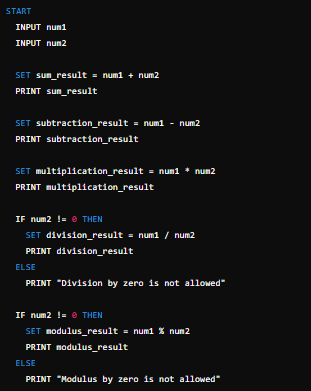 START
INPUT num1
INPUT num2
SET sum_result = num1 + num2
PRINT sum_result
SET subtraction_result = num1 - num2
PRINT subtraction_result
SET multiplication_result = num1 * num2
PRINT multiplication_result
IF num2 != 0 THEN
SET division_result = num1 / num2
PRINT division_result
ELSE
PRINT "Division by zero is not allowed"
IF num2 != 0 THEN
SET modulus_result = num1 % num2
PRINT modulus_result
ELSE
PRINT "Modulus by zero is not allowed"